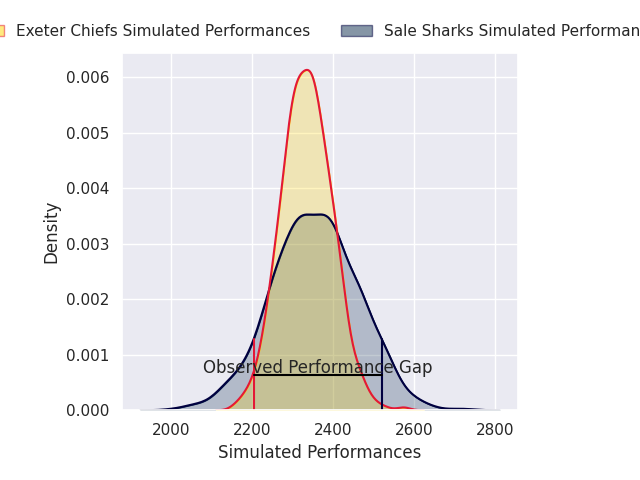 Exeter Chiefs Simulated Performances
Sale Sharks Simulated
0.006
0.005
0.004
0.003
0.002
0.001
0.000
Density
Observed Performance Gap
2000 2200 2400 2600 2800
Simulated Performances